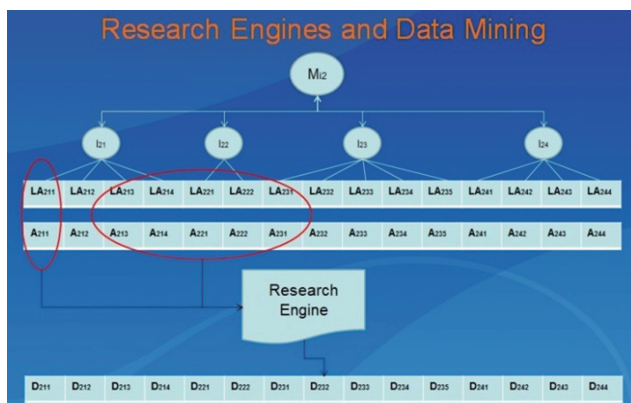 Research Engines and Data Mining
MI2
I21 I22 I23 I24
LA211 LA212 LA213 LA214 LA221 LA222 LA231 LA232 LA233 LA234 LA235 LA241 LA242 LA243 LA244
A211 A212 A213 A214 A221 A222 A231 A232 A233 A234 A235 A241 A242 A243 A244
Research
Engine
D211 D212 D213 D214 D221 D222 D231 D232 D233 D234 D235 D241 D242 D243 D244